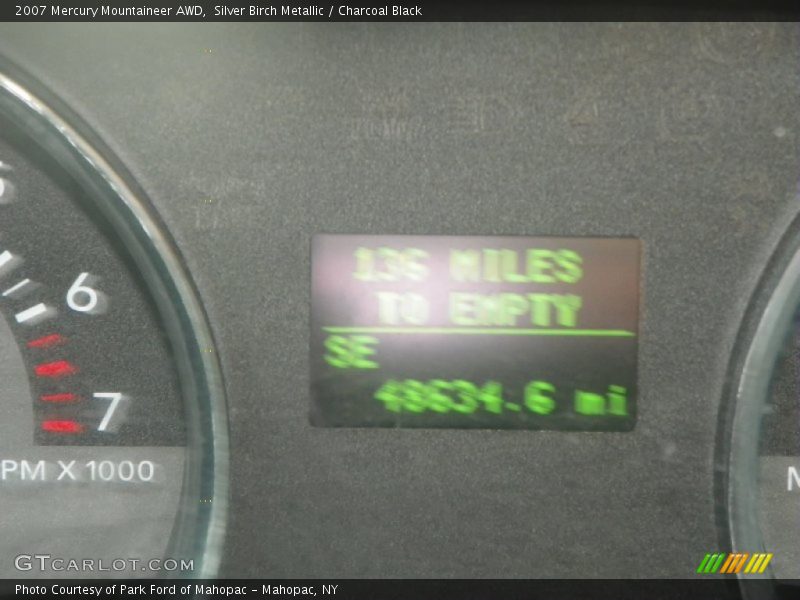 2007 Mercury Mountaineer AWD,  Silver Birch Metallic / Charcoal Black
136 MILES
TO EMPTY
SE
48634.6 mi
6
7
PM X 1000
GTCARLOT.COM
Photo Courtesy of Park Ford of Mahopac - Mahopac, NY